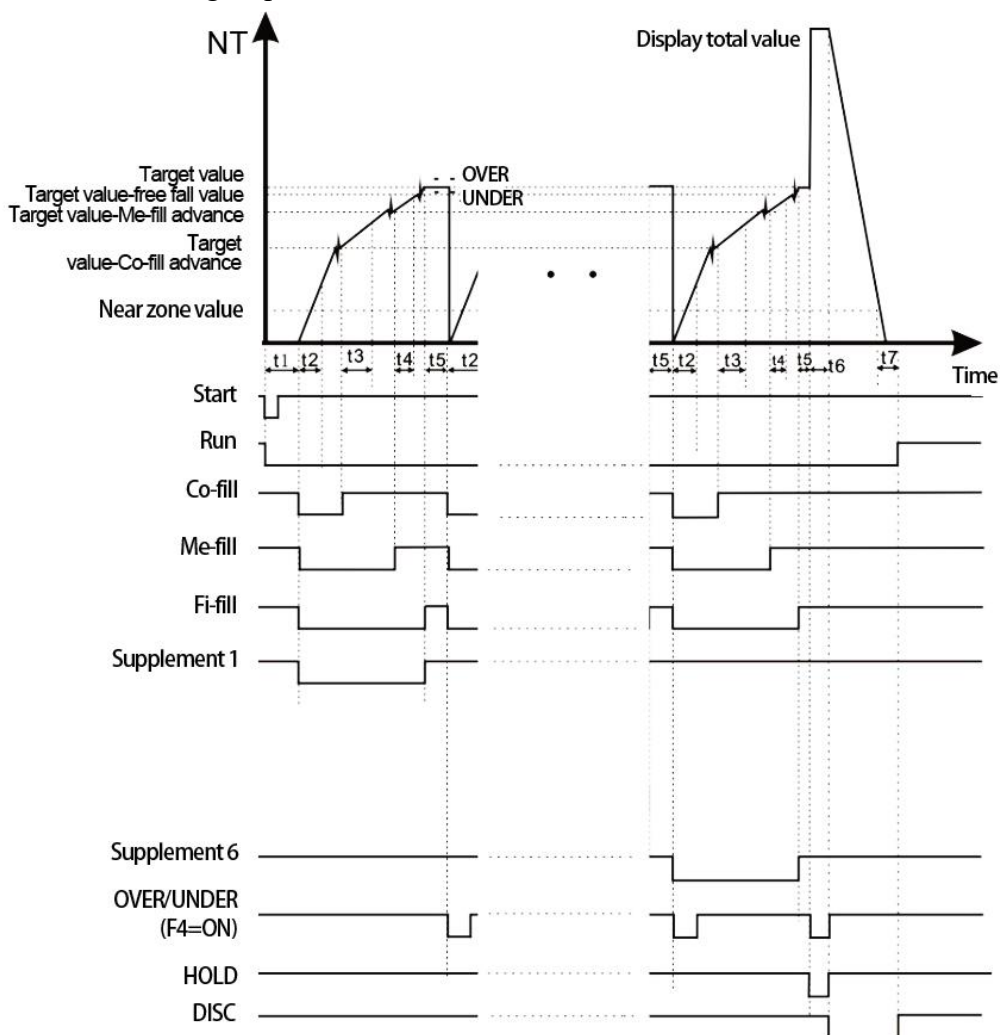 NT
Display total value
Target value
OVER
Target value-free fall value
UNDER
Target value-Me-fill advance
Target
value-Co-fill advance
Near zone value
t1 t2 t3 t4 t5 t2 t5 t2 t3 t4 t5 t6 t7
Time
Start
Run
Co-fill
Me-fill
Fi-fill
Supplement 1
Supplement 6
OVER/UNDER
(F4=ON)
HOLD
DISC